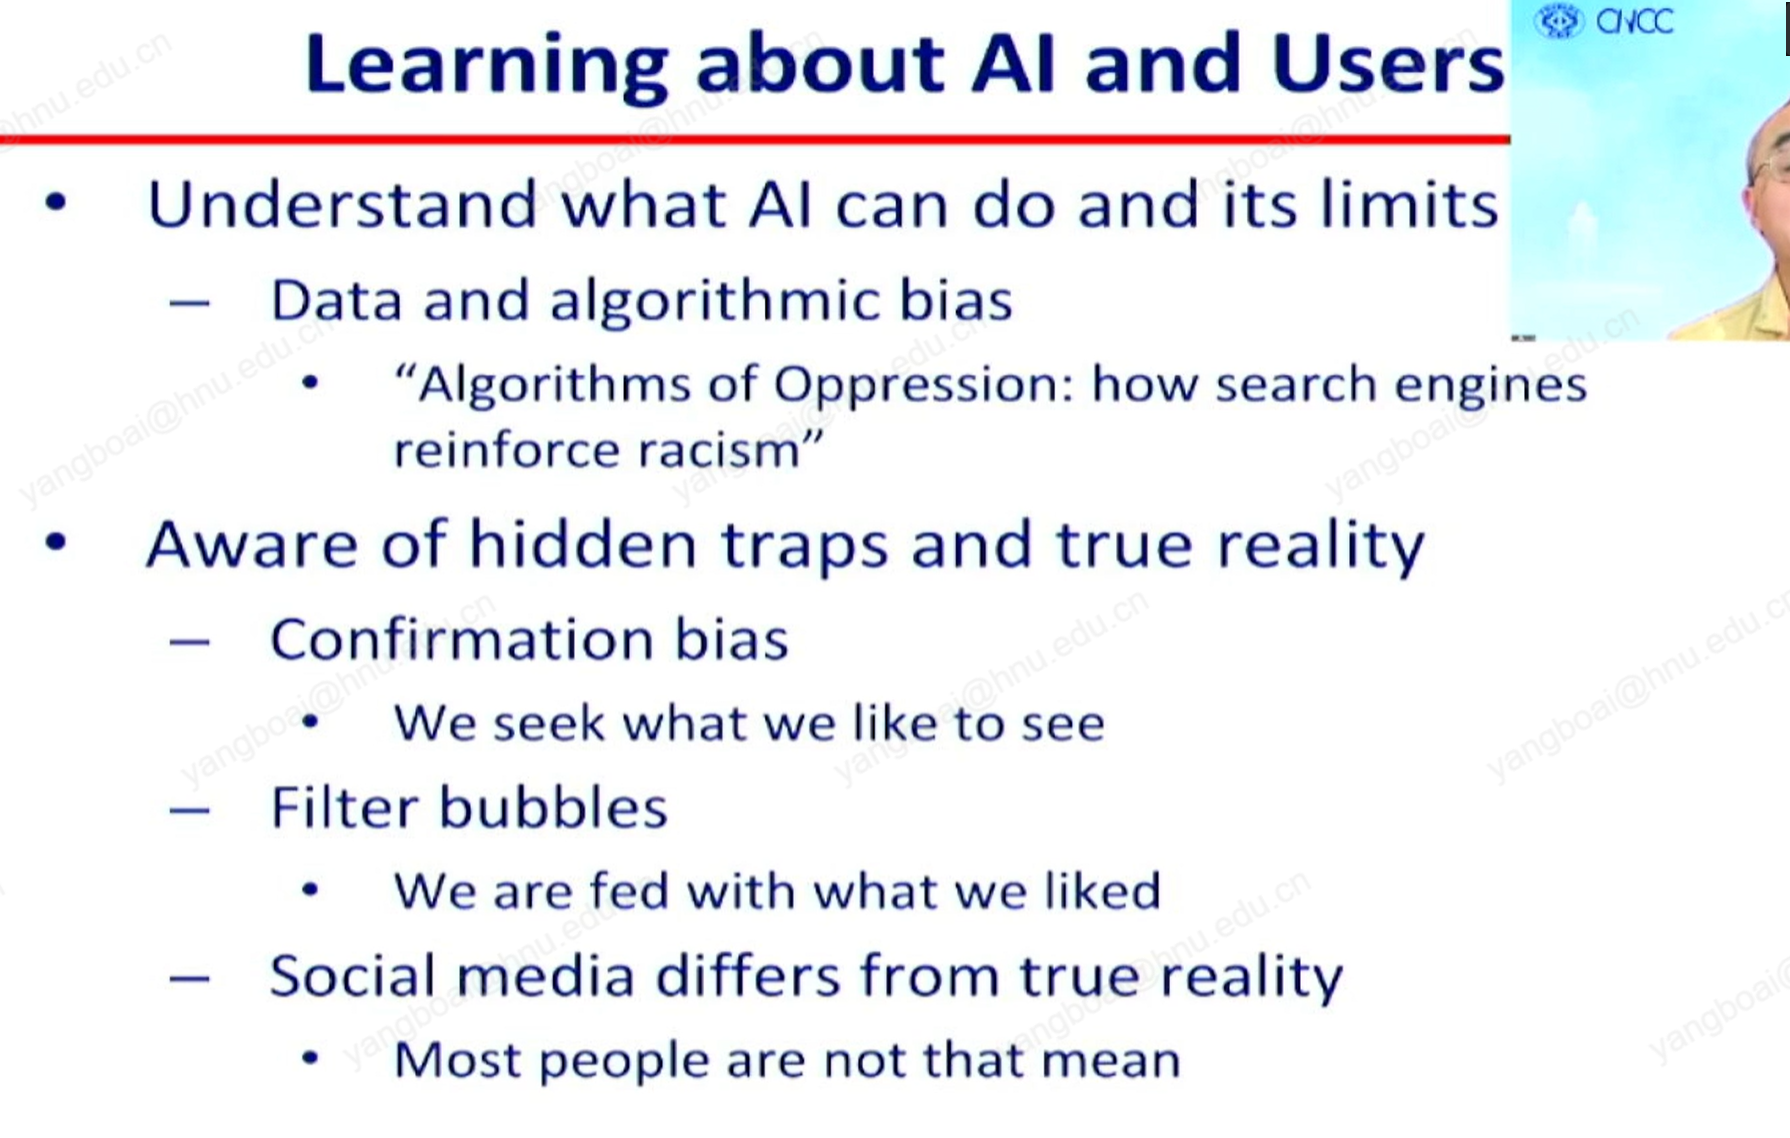 Learning about AI and Users
CNCC
• Understand what AI can do and its limits
– Data and algorithmic bias
• “Algorithms of Oppression: how search engines
reinforce racism”
• Aware of hidden traps and true reality
– Confirmation bias
• We seek what we like to see
– Filter bubbles
• We are fed with what we liked
– Social media differs from true reality
• Most people are not that mean
yangboai@hnu.edu.cn